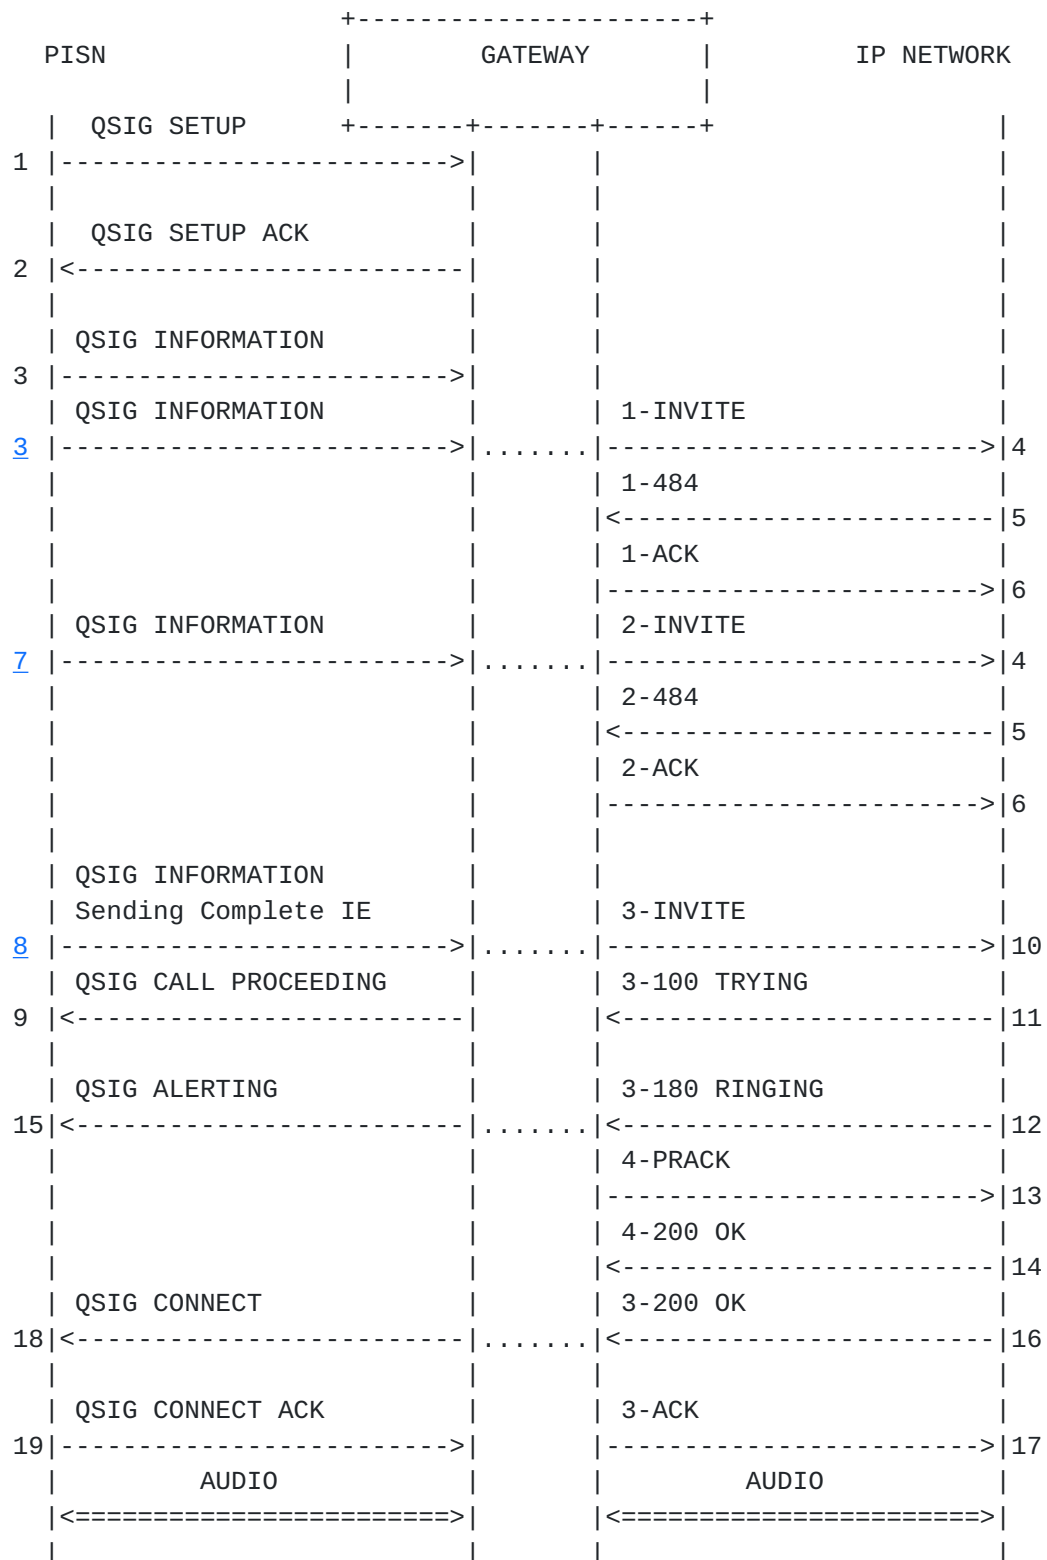 +----------------------+
  PISN               |        GATEWAY       |         IP NETWORK
                     |                      |
  |  QSIG SETUP      +-------+-------+------+                  |
1 |------------------------->|       |                         |
  |                          |       |                         |
  |  QSIG SETUP ACK          |       |                         |
2 |<-------------------------|       |                         |
  |                          |       |                         |
  | QSIG INFORMATION         |       |                         |
3 |------------------------->|       |                         |
  | QSIG INFORMATION         |       | 1-INVITE                |
3 |------------------------->|.......|------------------------>|4
  |                          |       | 1-484                   |
  |                          |       |<------------------------|5
  |                          |       | 1-ACK                   |
  |                          |       |------------------------>|6
  | QSIG INFORMATION         |       | 2-INVITE                |
7 |------------------------->|.......|------------------------>|4
  |                          |       | 2-484                   |
  |                          |       |<------------------------|5
  |                          |       | 2-ACK                   |
  |                          |       |------------------------>|6
  |                          |       |                         |
  | QSIG INFORMATION         |       |                         |
  | Sending Complete IE      |       | 3-INVITE                |
8 |------------------------->|.......|------------------------>|10
  | QSIG CALL PROCEEDING     |       | 3-100 TRYING            |
9 |<-------------------------|       |<------------------------|11
  |                          |       |                         |
  | QSIG ALERTING            |       | 3-180 RINGING           |
15|<-------------------------|.......|<------------------------|12
  |                          |       | 4-PRACK                 |
  |                          |       |------------------------>|13
  |                          |       | 4-200 OK                |
  |                          |       |<------------------------|14
  | QSIG CONNECT             |       | 3-200 OK                |
18|<-------------------------|.......|<------------------------|16
  |                          |       |                         |
  | QSIG CONNECT ACK         |       | 3-ACK                   |
19|------------------------->|       |------------------------>|17
  |         AUDIO            |       |         AUDIO           |
  |<========================>|       |<=======================>|
  |                          |       |                         |